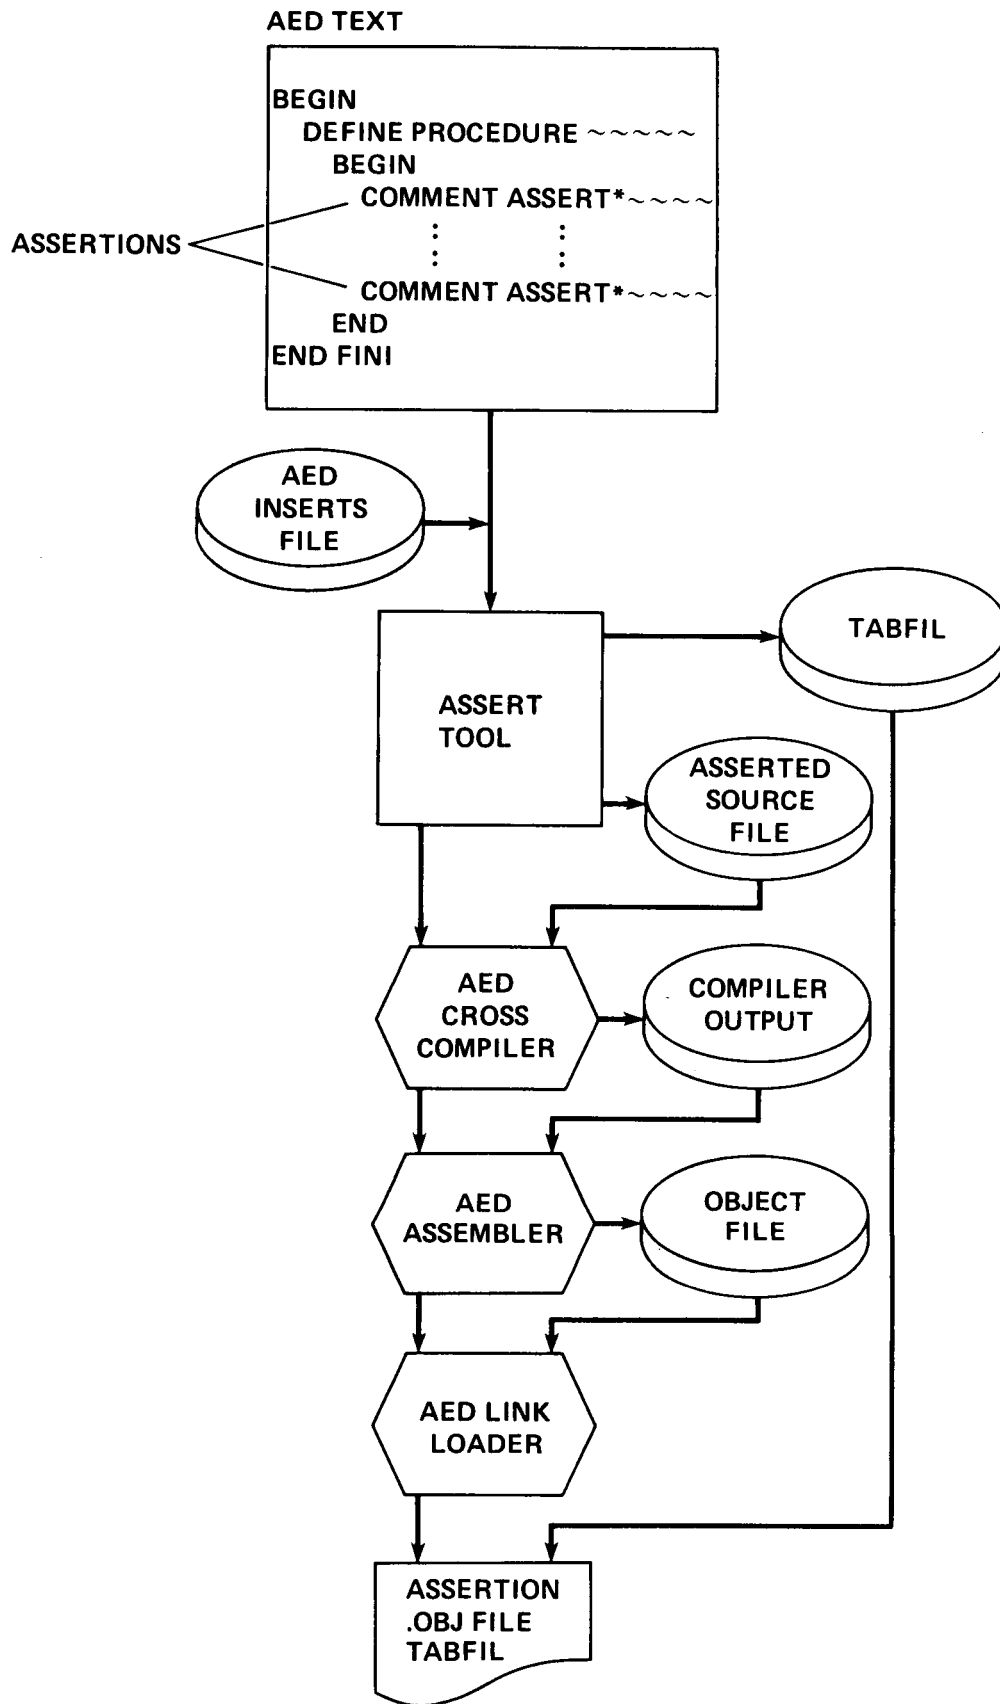 AED TEXT
BEGIN
DEFINE PROCEDURE ~~~~~
BEGIN
COMMENT ASSERT*~~~~
ASSERTIONS
COMMENT ASSERT*~~~~
END
END FINI
AED
INSERTS
FILE
TABFIL
ASSERT
TOOL
ASSERTED
SOURCE
FILE
AED
CROSS
COMPILER
COMPILER
OUTPUT
AED
ASSEMBLER
OBJECT
FILE
AED LINK
LOADER
ASSERTION
.OBJ FILE
TABFIL